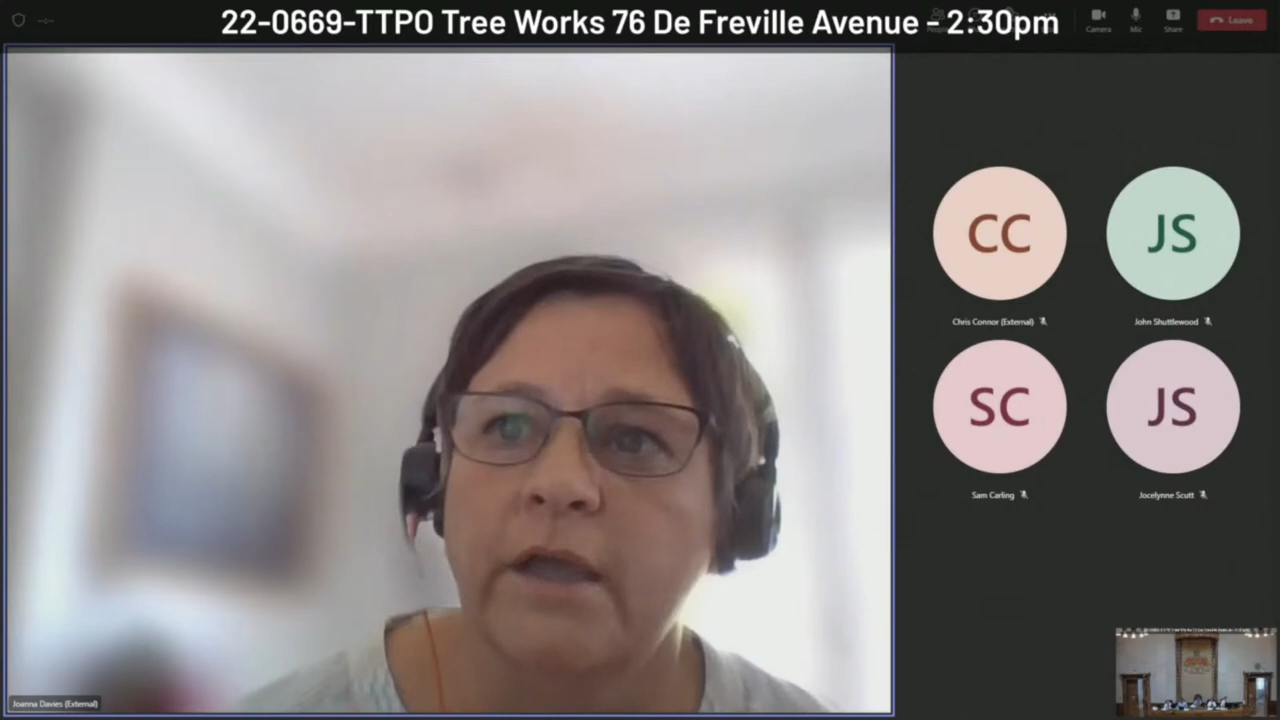 22-0669-TTPO Tree Works 76 De Freville Avenue - 2:30pm
Camera
Mic
Share
Leave
CC
JS
Chris Connor (External)
John Shuttlewood
SC
JS
Sam Carling
Jocelynne Scutt
Joanna Davies (External)